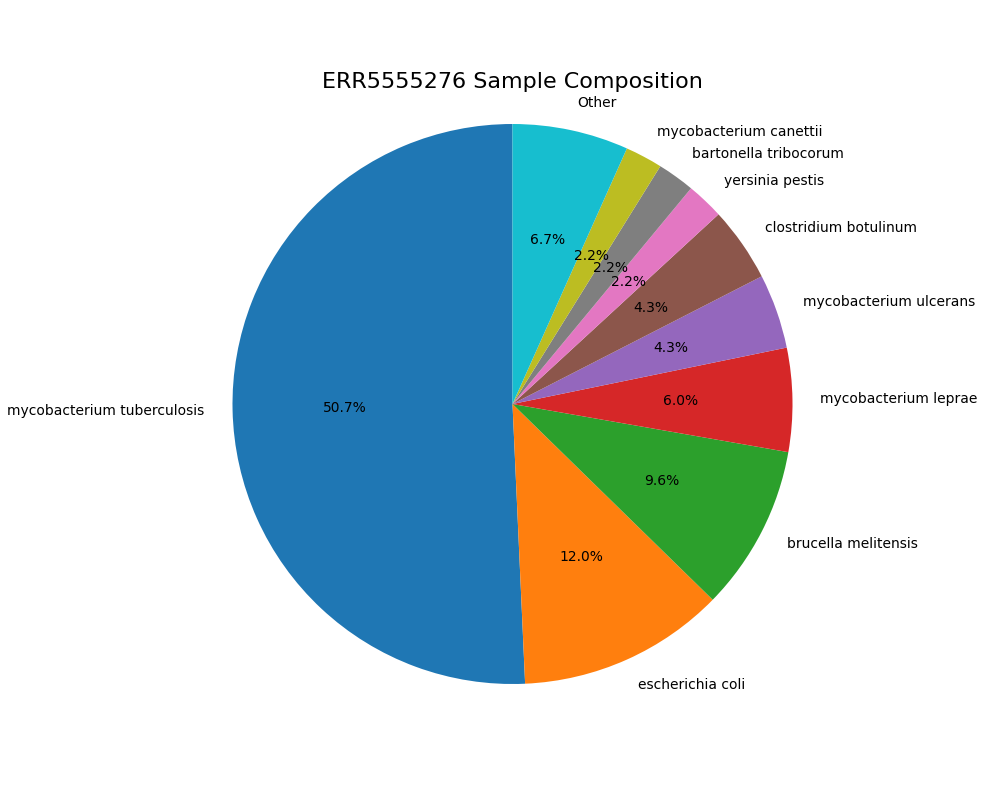 ERR5555276 Sample Composition
Other
mycobacterium canettii
bartonella tribocorum
yersinia pestis
clostridium botulinum
mycobacterium ulcerans
mycobacterium leprae
brucella melitensis
escherichia coli
mycobacterium tuberculosis
6.7%
2.2%
2.2%
2.2%
4.3%
4.3%
6.0%
9.6%
12.0%
50.7%